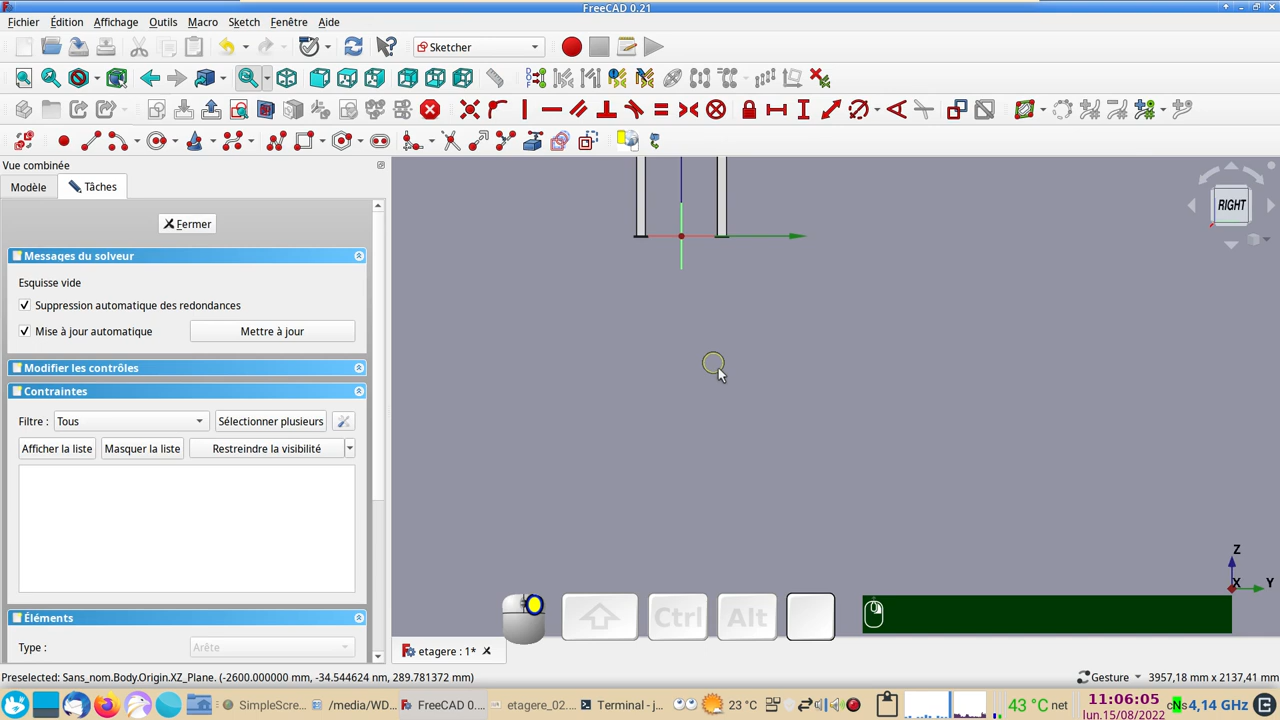 FreeCAD 0.21
Fichier Édition Affichage Outils Macro Sketch Fenêtre Aide
Sketcher
Vue combinée
Modèle Tâches
Fermer
Messages du solveur
Esquisse vide
Suppression automatique des redondances
Mise à jour automatique Mettre à jour
Modifier les contrôles
Contraintes
Filtre : Tous Sélectionner plusieurs
Afficher la liste Masquer la liste Restreindre la visibilité
Éléments
Type : Arête
RIGHT
Z
X Y
Ctrl Alt
etagere : 1*
Preselected: Sans_nom.Body.Origin.XZ_Plane. (-2600.000000 mm, -34.544624 nm, 289.781372 mm) Gesture 3957,18 mm x 2137,41 mm
SimpleScre... /media/WD... FreeCAD 0.... etagere_02.... Terminal - j... 23 °C 43 °C net 11:06:05 4,14 GHz
lun.15/08/2022